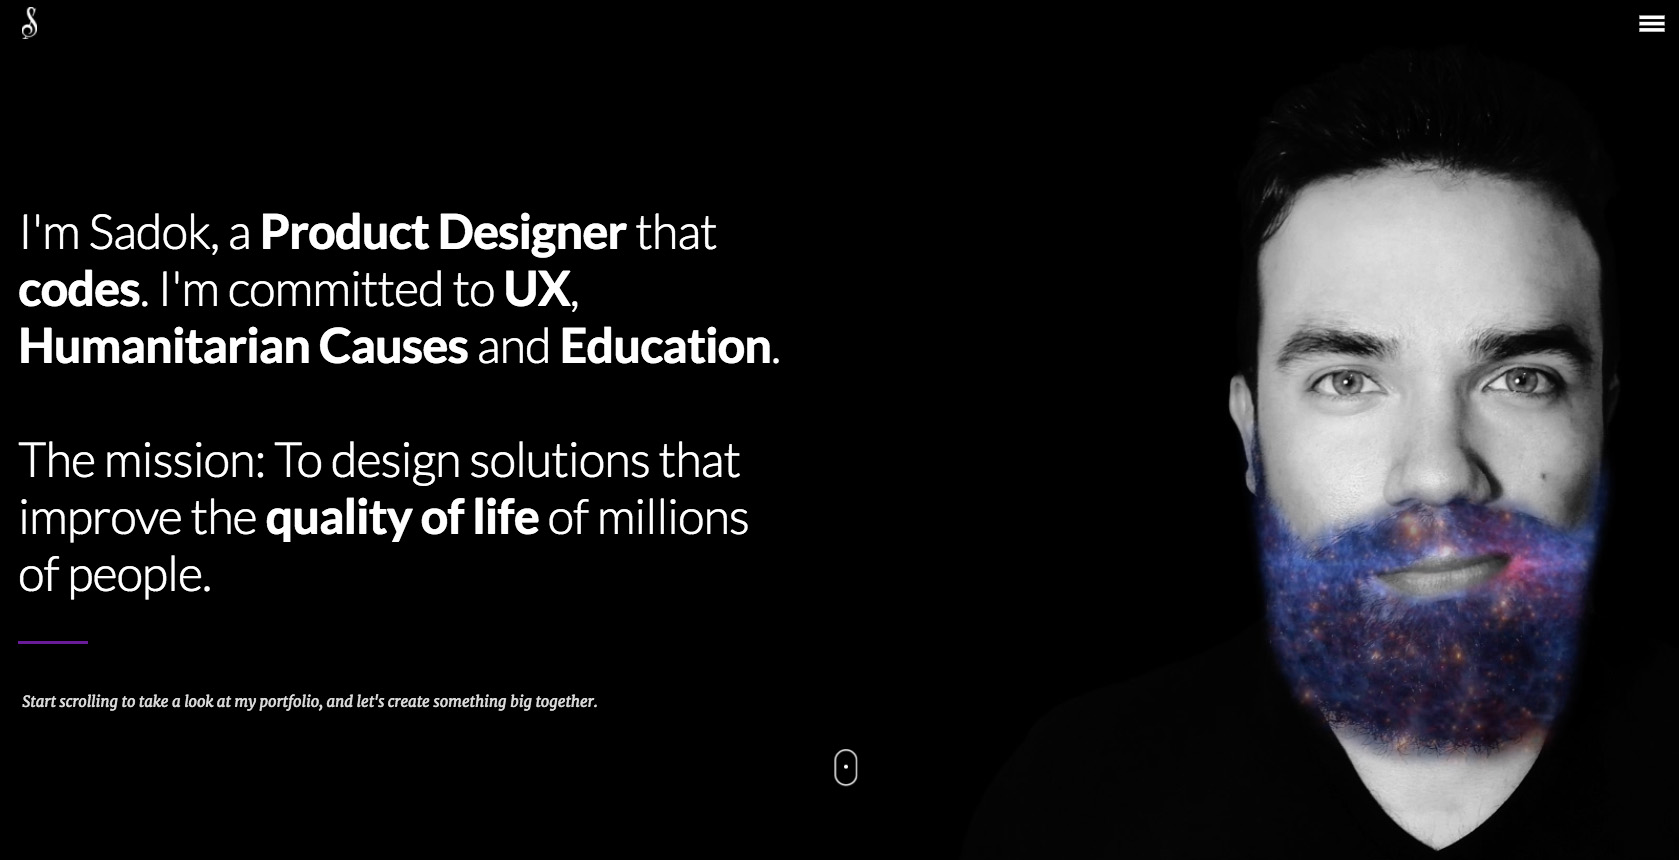 S
I'm Sadok, a Product Designer that
codes. I'm committed to UX,
Humanitarian Causes and Education.
The mission: To design solutions that
improve the quality of life of millions
of people.
Start scrolling to take a look at my portfolio, and let's create something big together.